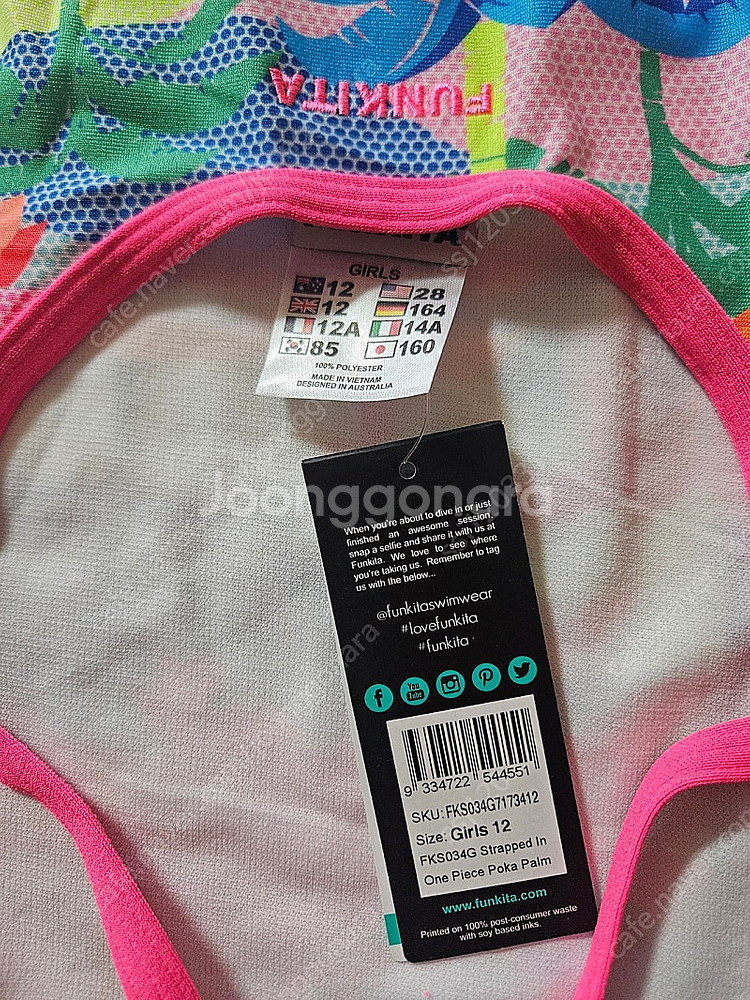 FUNKITA
GIRLS
12 28
12 164
12A 14A
85 160
100% POLYESTER
MADE IN VIETNAM
DESIGNED IN AUSTRALIA
Joonggonara
When you're about to dive in or just
finished an awesome session,
snap a selfie and share it with us at
Funkita. We love to see where
you're taking us. Remember to tag
us with the below...
@funkitaswimwear
#lovefunkita
#funkita
You
Tube
9 334722 544551
SKU: FKS034G7173412
Size: Girls 12
FKS034G Strapped In
One Piece Poka Palm
www.funkita.com
Printed on 100% post-consumer waste
with soy based inks.